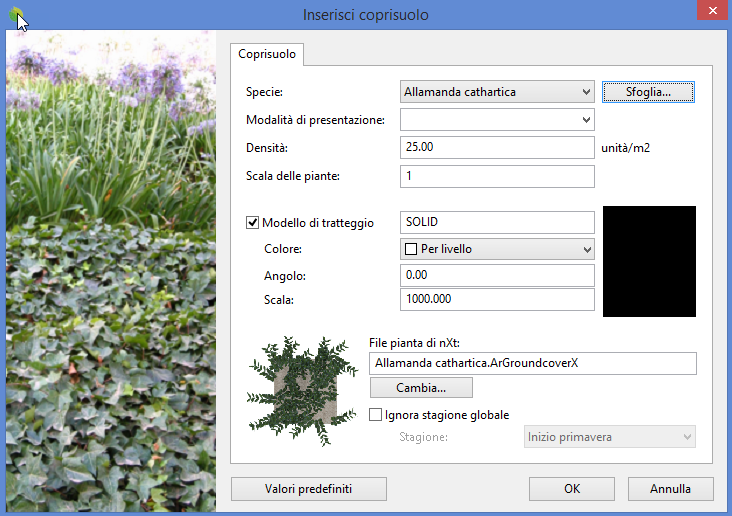 Inserisci coprisuolo
Coprisuolo
Specie: Allamanda cathartica Sfoglia...
Modalità di presentazione:
Densità: 25.00 unità/m2
Scala delle piante: 1
Modello di tratteggio SOLID
Colore: Per livello
Angolo: 0.00
Scala: 1000.000
File pianta di nXt:
Allamanda cathartica.ArGroundcoverX
Cambia...
Ignora stagione globale
Stagione: Inizio primavera
Valori predefiniti OK Annulla